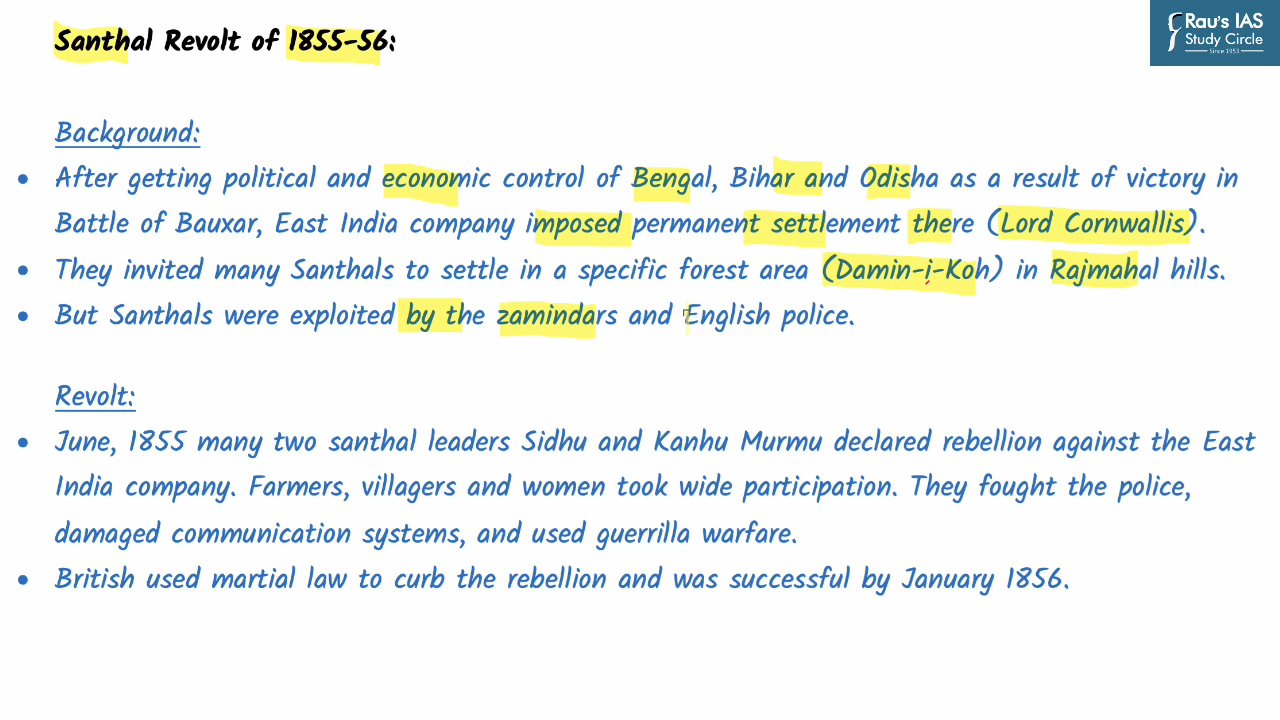 Santhal Revolt of 1855-56:
Rau's IAS
Study Circle
Since 1953
Background:
• After getting political and economic control of Bengal, Bihar and Odisha as a result of victory in
Battle of Bauxar, East India company imposed permanent settlement there (Lord Cornwallis).
• They invited many Santhals to settle in a specific forest area (Damin-i-Koh) in Rajmahal hills.
• But Santhals were exploited by the zamindars and English police.
Revolt:
• June, 1855 many two santhal leaders Sidhu and Kanhu Murmu declared rebellion against the East
India company. Farmers, villagers and women took wide participation. They fought the police,
damaged communication systems, and used guerrilla warfare.
• British used martial law to curb the rebellion and was successful by January 1856.